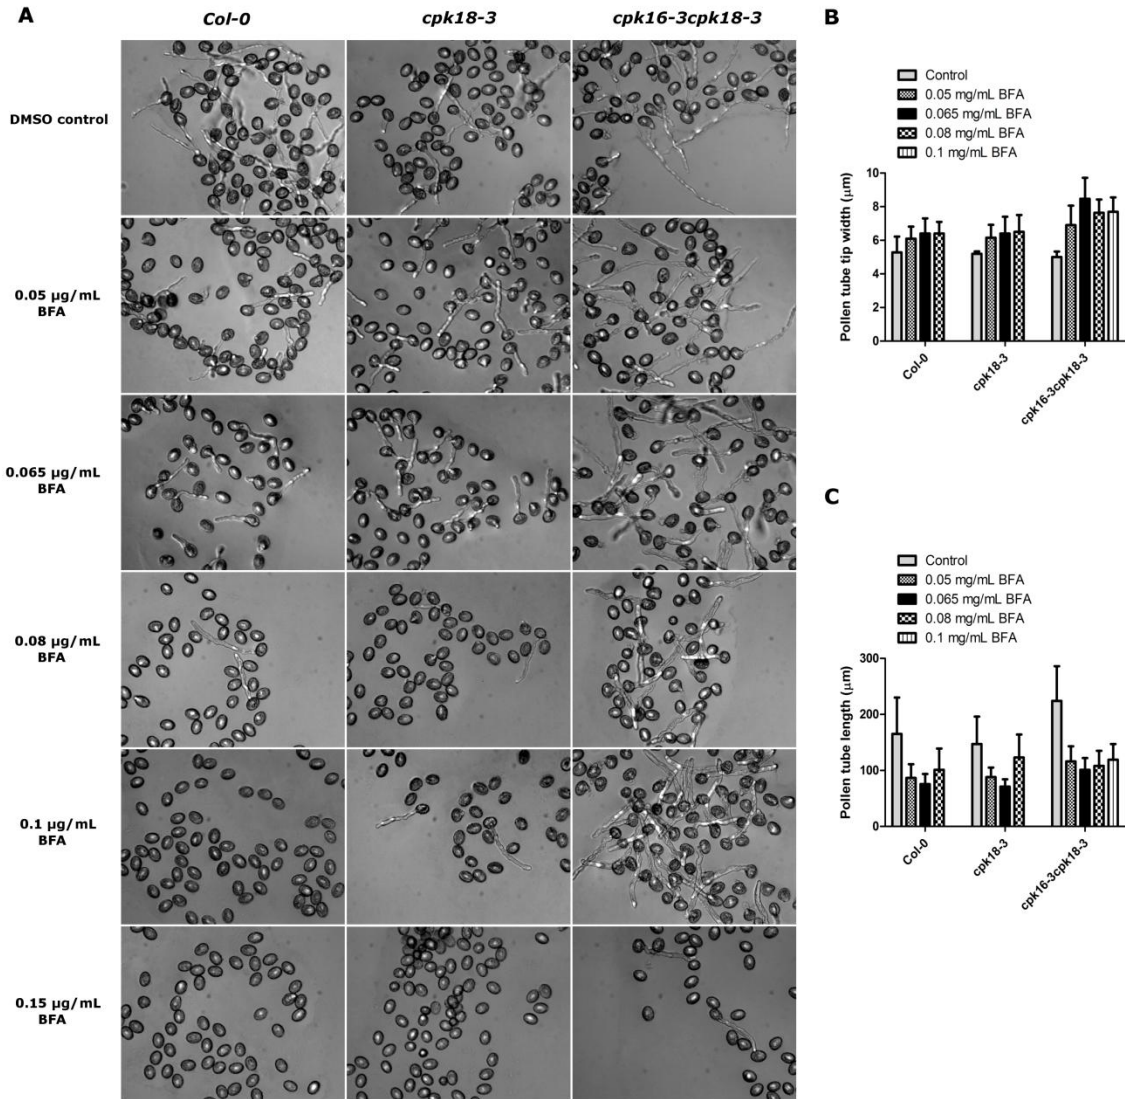 A
Col-0
cpk18-3
cpk16-3cpk18-3
DMSO control
0.05 µg/mL
BFA
0.065 µg/mL
BFA
0.08 µg/mL
BFA
0.1 µg/mL
BFA
0.15 µg/mL
BFA
B
Control
0.05 mg/mL BFA
0.065 mg/mL BFA
0.08 mg/mL BFA
0.1 mg/mL BFA
Pollen tube tip width (µm)
10
8
6
4
2
0
Col-0
cpk18-3
cpk16-3cpk18-3
C
Control
0.05 mg/mL BFA
0.065 mg/mL BFA
0.08 mg/mL BFA
0.1 mg/mL BFA
Pollen tube length (µm)
300
200
100
0
Col-0
cpk18-3
cpk16-3cpk18-3